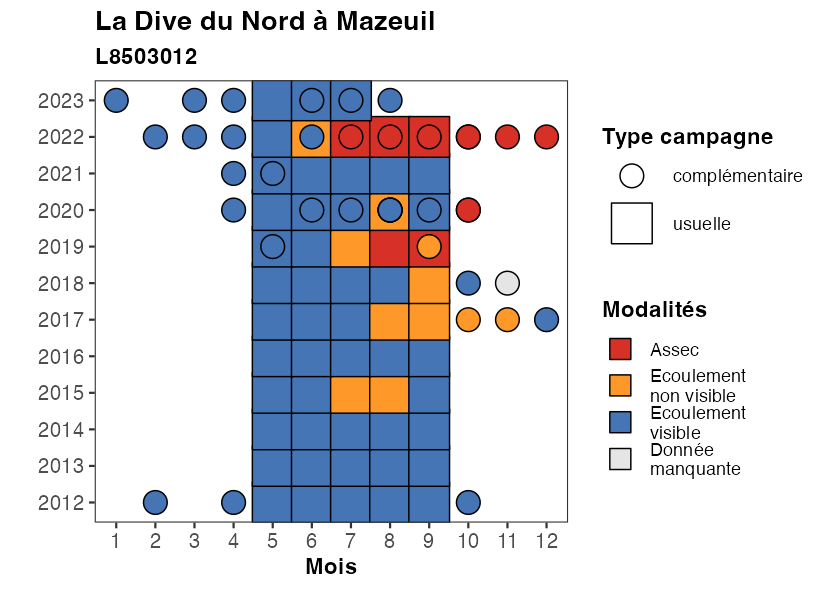 La Dive du Nord à Mazeuil
L8503012
2023
2022
2021
2020
2019
2018
2017
2016
2015
2014
2013
2012
1 2 3 4 5 6 7 8 9 10 11 12
Mois
Type campagne
complémentaire
usuelle
Modalités
Assec
Ecoulement
non visible
Ecoulement
visible
Donnée
manquante